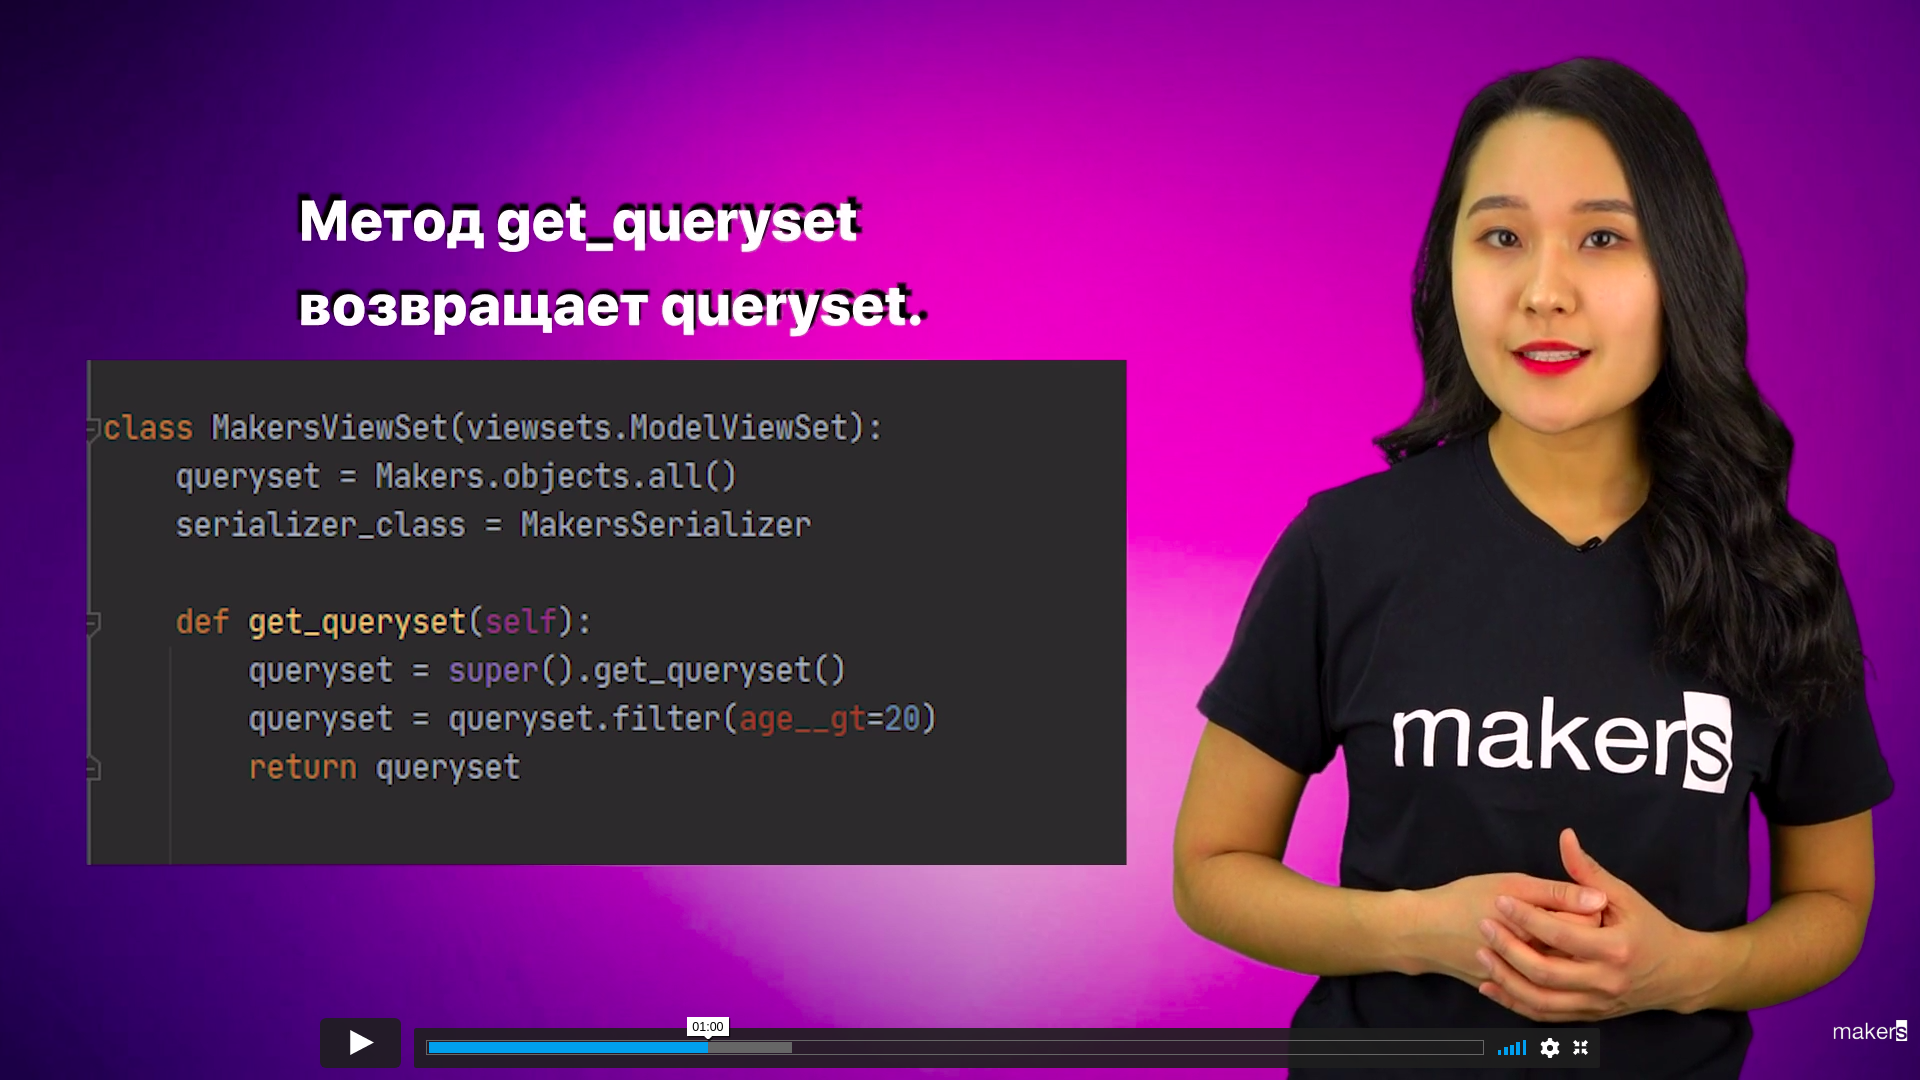 Метод get_queryset
возвращает queryset.
class MakersViewSet(viewsets.ModelViewSet):
queryset = Makers.objects.all()
serializer_class = MakersSerializer
def get_queryset(self):
queryset = super().get_queryset()
queryset = queryset.filter(age__gt=20)
return queryset
makers
01:00
makers